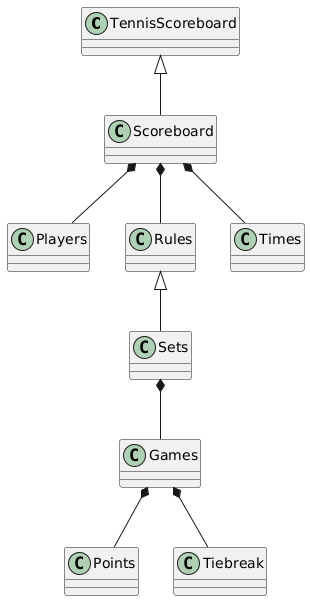 C TennisScoreboard
C Scoreboard
C Players
C Rules
C Times
C Sets
C Games
C Points
C Tiebreak